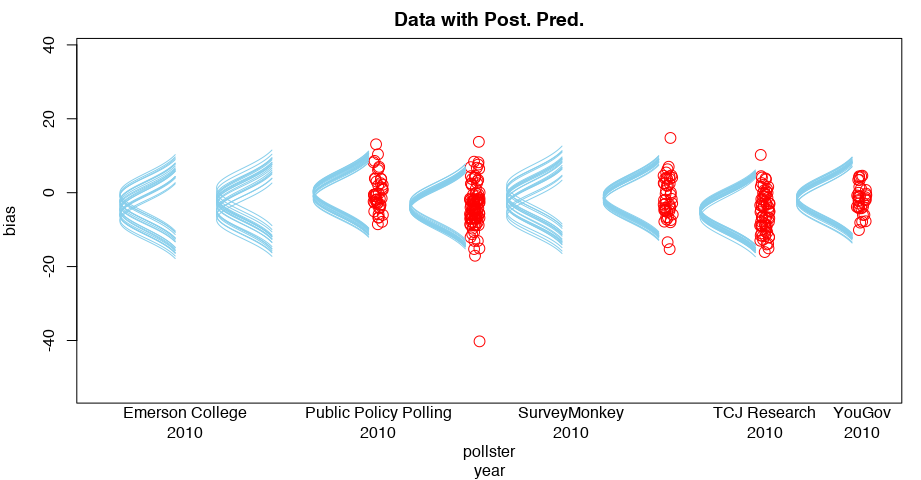 Data with Post. Pred.
40
20
0
-20
-40
bias
Emerson College Public Policy Polling SurveyMonkey TCJ Research YouGov
2010 2010 2010 2010 2010
pollster
year